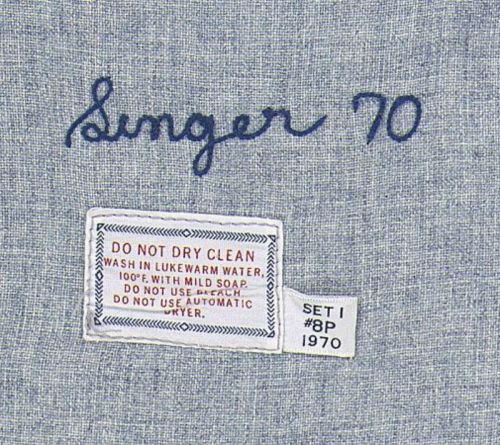 Singer 70
DO NOT DRY CLEAN
WASH IN LUKEWARM WATER,
100°F. WITH MILD SOAP.
DO NOT USE BLEACH.
DO NOT USE AUTOMATIC
DRYER.
SET 1
#8P
1970